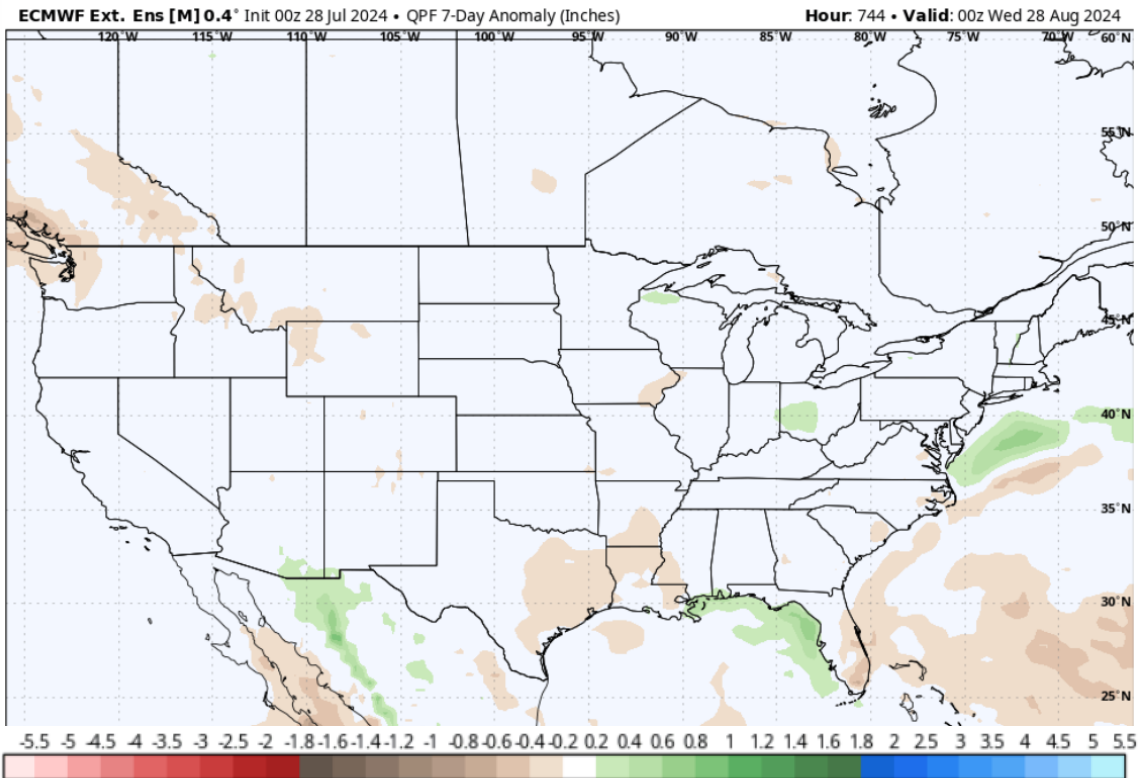 ECMWF Ext. Ens [M] 0.4° Init 00z 28 Jul 2024 • QPF 7-Day Anomaly (Inches) Hour: 744 • Valid: 00z Wed 28 Aug 2024
120°W 115°W 110°W 105°W 100°W 95°W 90°W 85°W 80°W 75°W 70°W 60°N
55°N
50°N
45°N
40°N
35°N
30°N
25°N
-5.5 -5 -4.5 -4 -3.5 -3 -2.5 -2 -1.8 -1.6 -1.4 -1.2 -1 -0.8 -0.6 -0.4 -0.2 0.2 0.4 0.6 0.8 1 1.2 1.4 1.6 1.8 2 2.5 3 3.5 4 4.5 5 5.5